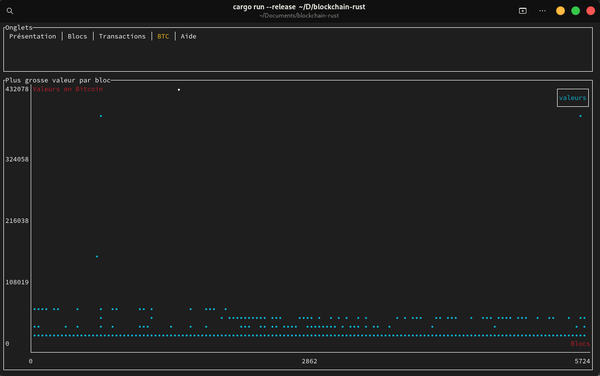 cargo run --release ~/D/blockchain-rust
~/Documents/blockchain-rust
Onglets
Présentation │ Blocs │ Transactions │ BTC │ Aide
Plus grosse valeur par bloc
432078 Valeurs en Bitcoin
valeurs
324058
216038
108019
0 Blocs
0 2862 5724